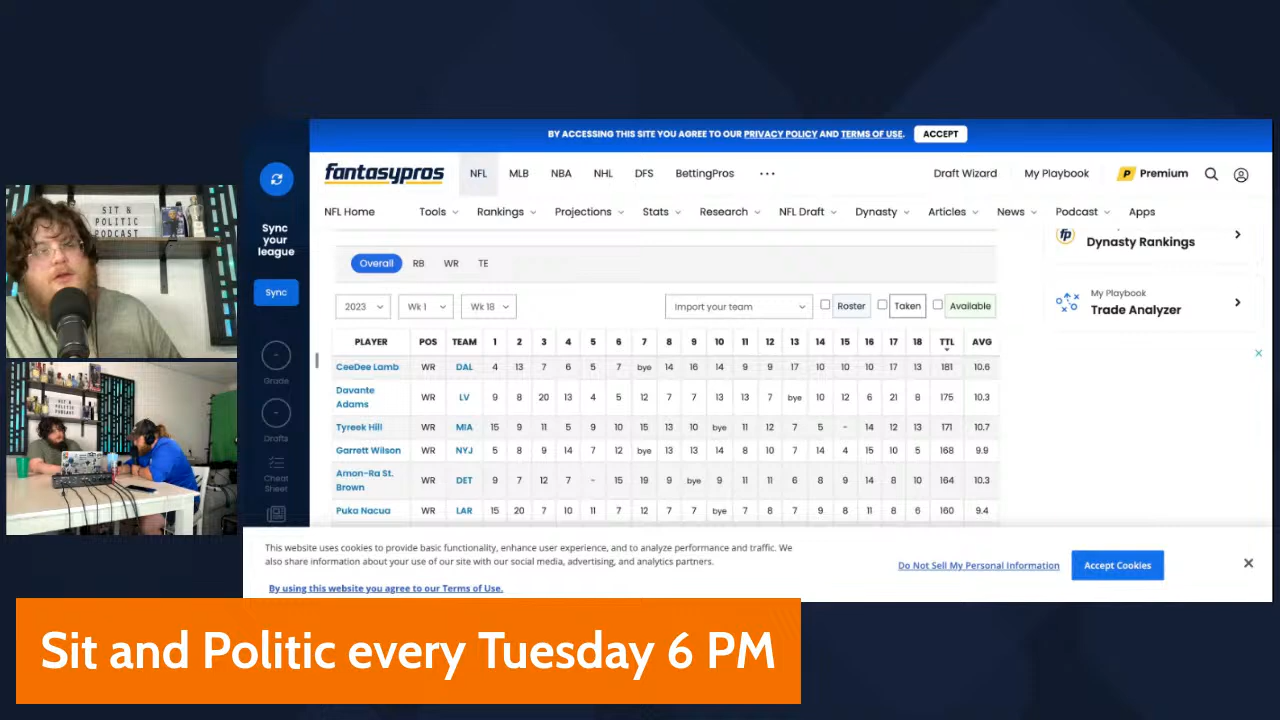 BY ACCESSING THIS SITE YOU AGREE TO OUR PRIVACY POLICY AND TERMS OF USE. ACCEPT
fantasypros NFL MLB NBA NHL DFS BettingPros ... Draft Wizard My Playbook P Premium
NFL Home Tools Rankings Projections Stats Research NFL Draft Dynasty Articles News Podcast Apps
Sync
your
league
Sync
Grade
Drafts
Cheat
Sheet
fp Dynasty Rankings
My Playbook
Trade Analyzer
Overall RB WR TE
2023 Wk 1 Wk 18 Import your team Roster Taken Available
PLAYER POS TEAM 1 2 3 4 5 6 7 8 9 10 11 12 13 14 15 16 17 18 TTL AVG
CeeDee Lamb WR DAL 4 13 7 6 5 7 bye 14 16 14 9 9 17 10 10 10 17 13 181 10.6
Davante
Adams WR LV 9 8 20 13 4 5 12 7 7 13 13 7 bye 10 12 6 21 8 175 10.3
Tyreek Hill WR MIA 15 9 11 5 9 10 15 13 10 bye 11 12 7 5 - 14 12 13 171 10.7
Garrett Wilson WR NYJ 5 8 9 14 7 12 bye 13 14 14 8 10 7 14 4 15 10 5 168 9.9
Amon-Ra St.
Brown WR DET 9 7 12 7 - 15 19 9 bye 9 11 11 6 8 9 14 8 10 164 10.3
Puka Nacua WR LAR 15 20 7 10 11 7 12 7 7 bye 7 8 7 9 8 11 8 6 160 9.4
This website uses cookies to provide basic functionality, enhance user experience, and to analyze performance and traffic. We
also share information about your use of our site with our social media, advertising, and analytics partners.
By using this website you agree to our Terms of Use.
Do Not Sell My Personal Information Accept Cookies
SIT &
POLITIC
PODCAST
SIT &
POLITIC
PODCAST
Sit and Politic every Tuesday 6 PM